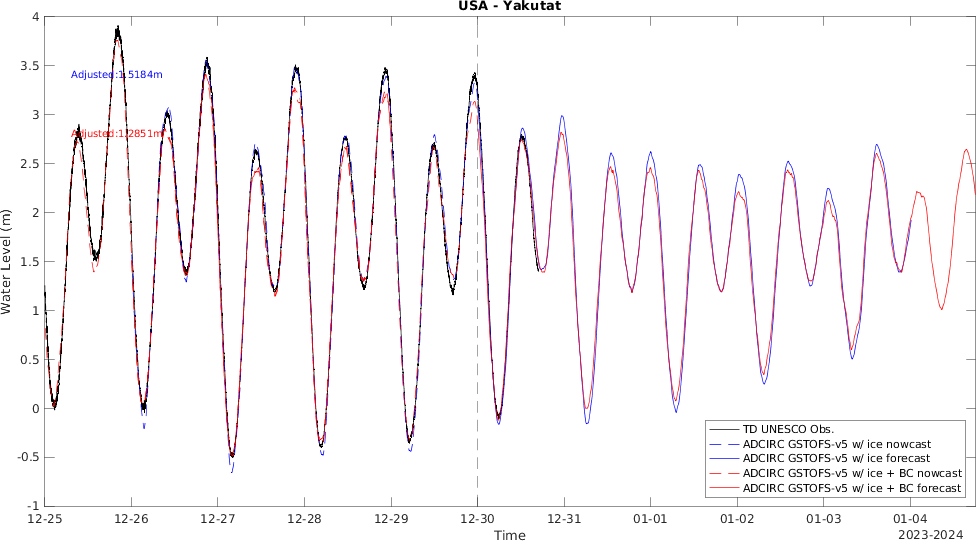 USA - Yakutat
4
3.5
3
2.5
2
1.5
1
0.5
0
-0.5
-1
Water Level (m)
Adjusted:1.5184m
Adjusted:1.2851m
TD UNESCO Obs.
ADCIRC GSTOFS-v5 w/ ice nowcast
ADCIRC GSTOFS-v5 w/ ice forecast
ADCIRC GSTOFS-v5 w/ ice + BC nowcast
ADCIRC GSTOFS-v5 w/ ice + BC forecast
12-25 12-26 12-27 12-28 12-29 12-30 12-31 01-01 01-02 01-03 01-04
Time
2023-2024